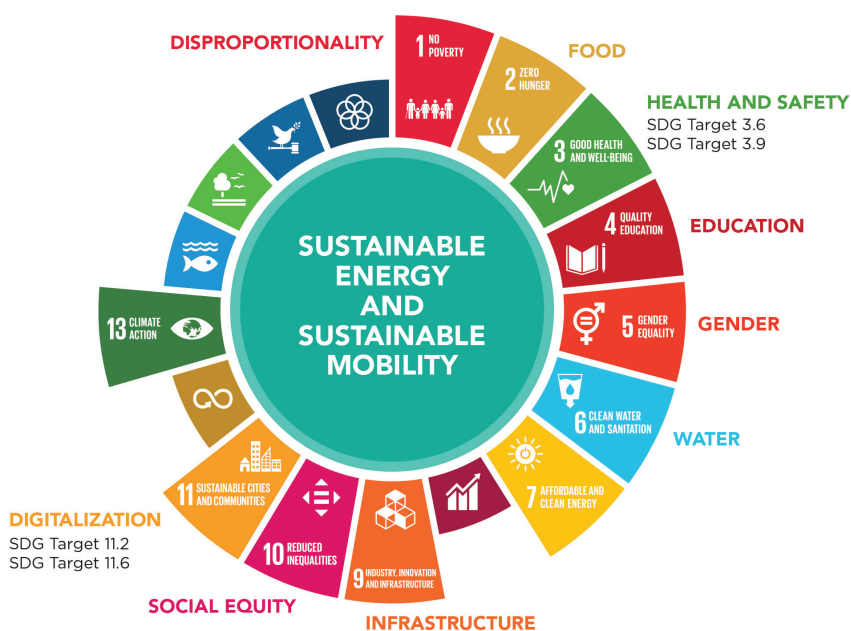 DISPROPORTIONALITY
1 NO
POVERTY
2 ZERO
HUNGER
FOOD
3 GOOD HEALTH
AND WELL-BEING
HEALTH AND SAFETY
SDG Target 3.6
SDG Target 3.9
4 QUALITY
EDUCATION
EDUCATION
5 GENDER
EQUALITY
GENDER
6 CLEAN WATER
AND SANITATION
WATER
7 AFFORDABLE AND
CLEAN ENERGY
9 INDUSTRY, INNOVATION
AND INFRASTRUCTURE
INFRASTRUCTURE
10 REDUCED
INEQUALITIES
SOCIAL EQUITY
11 SUSTAINABLE CITIES
AND COMMUNITIES
DIGITALIZATION
SDG Target 11.2
SDG Target 11.6
13 CLIMATE
ACTION
SUSTAINABLE
ENERGY
AND
SUSTAINABLE
MOBILITY